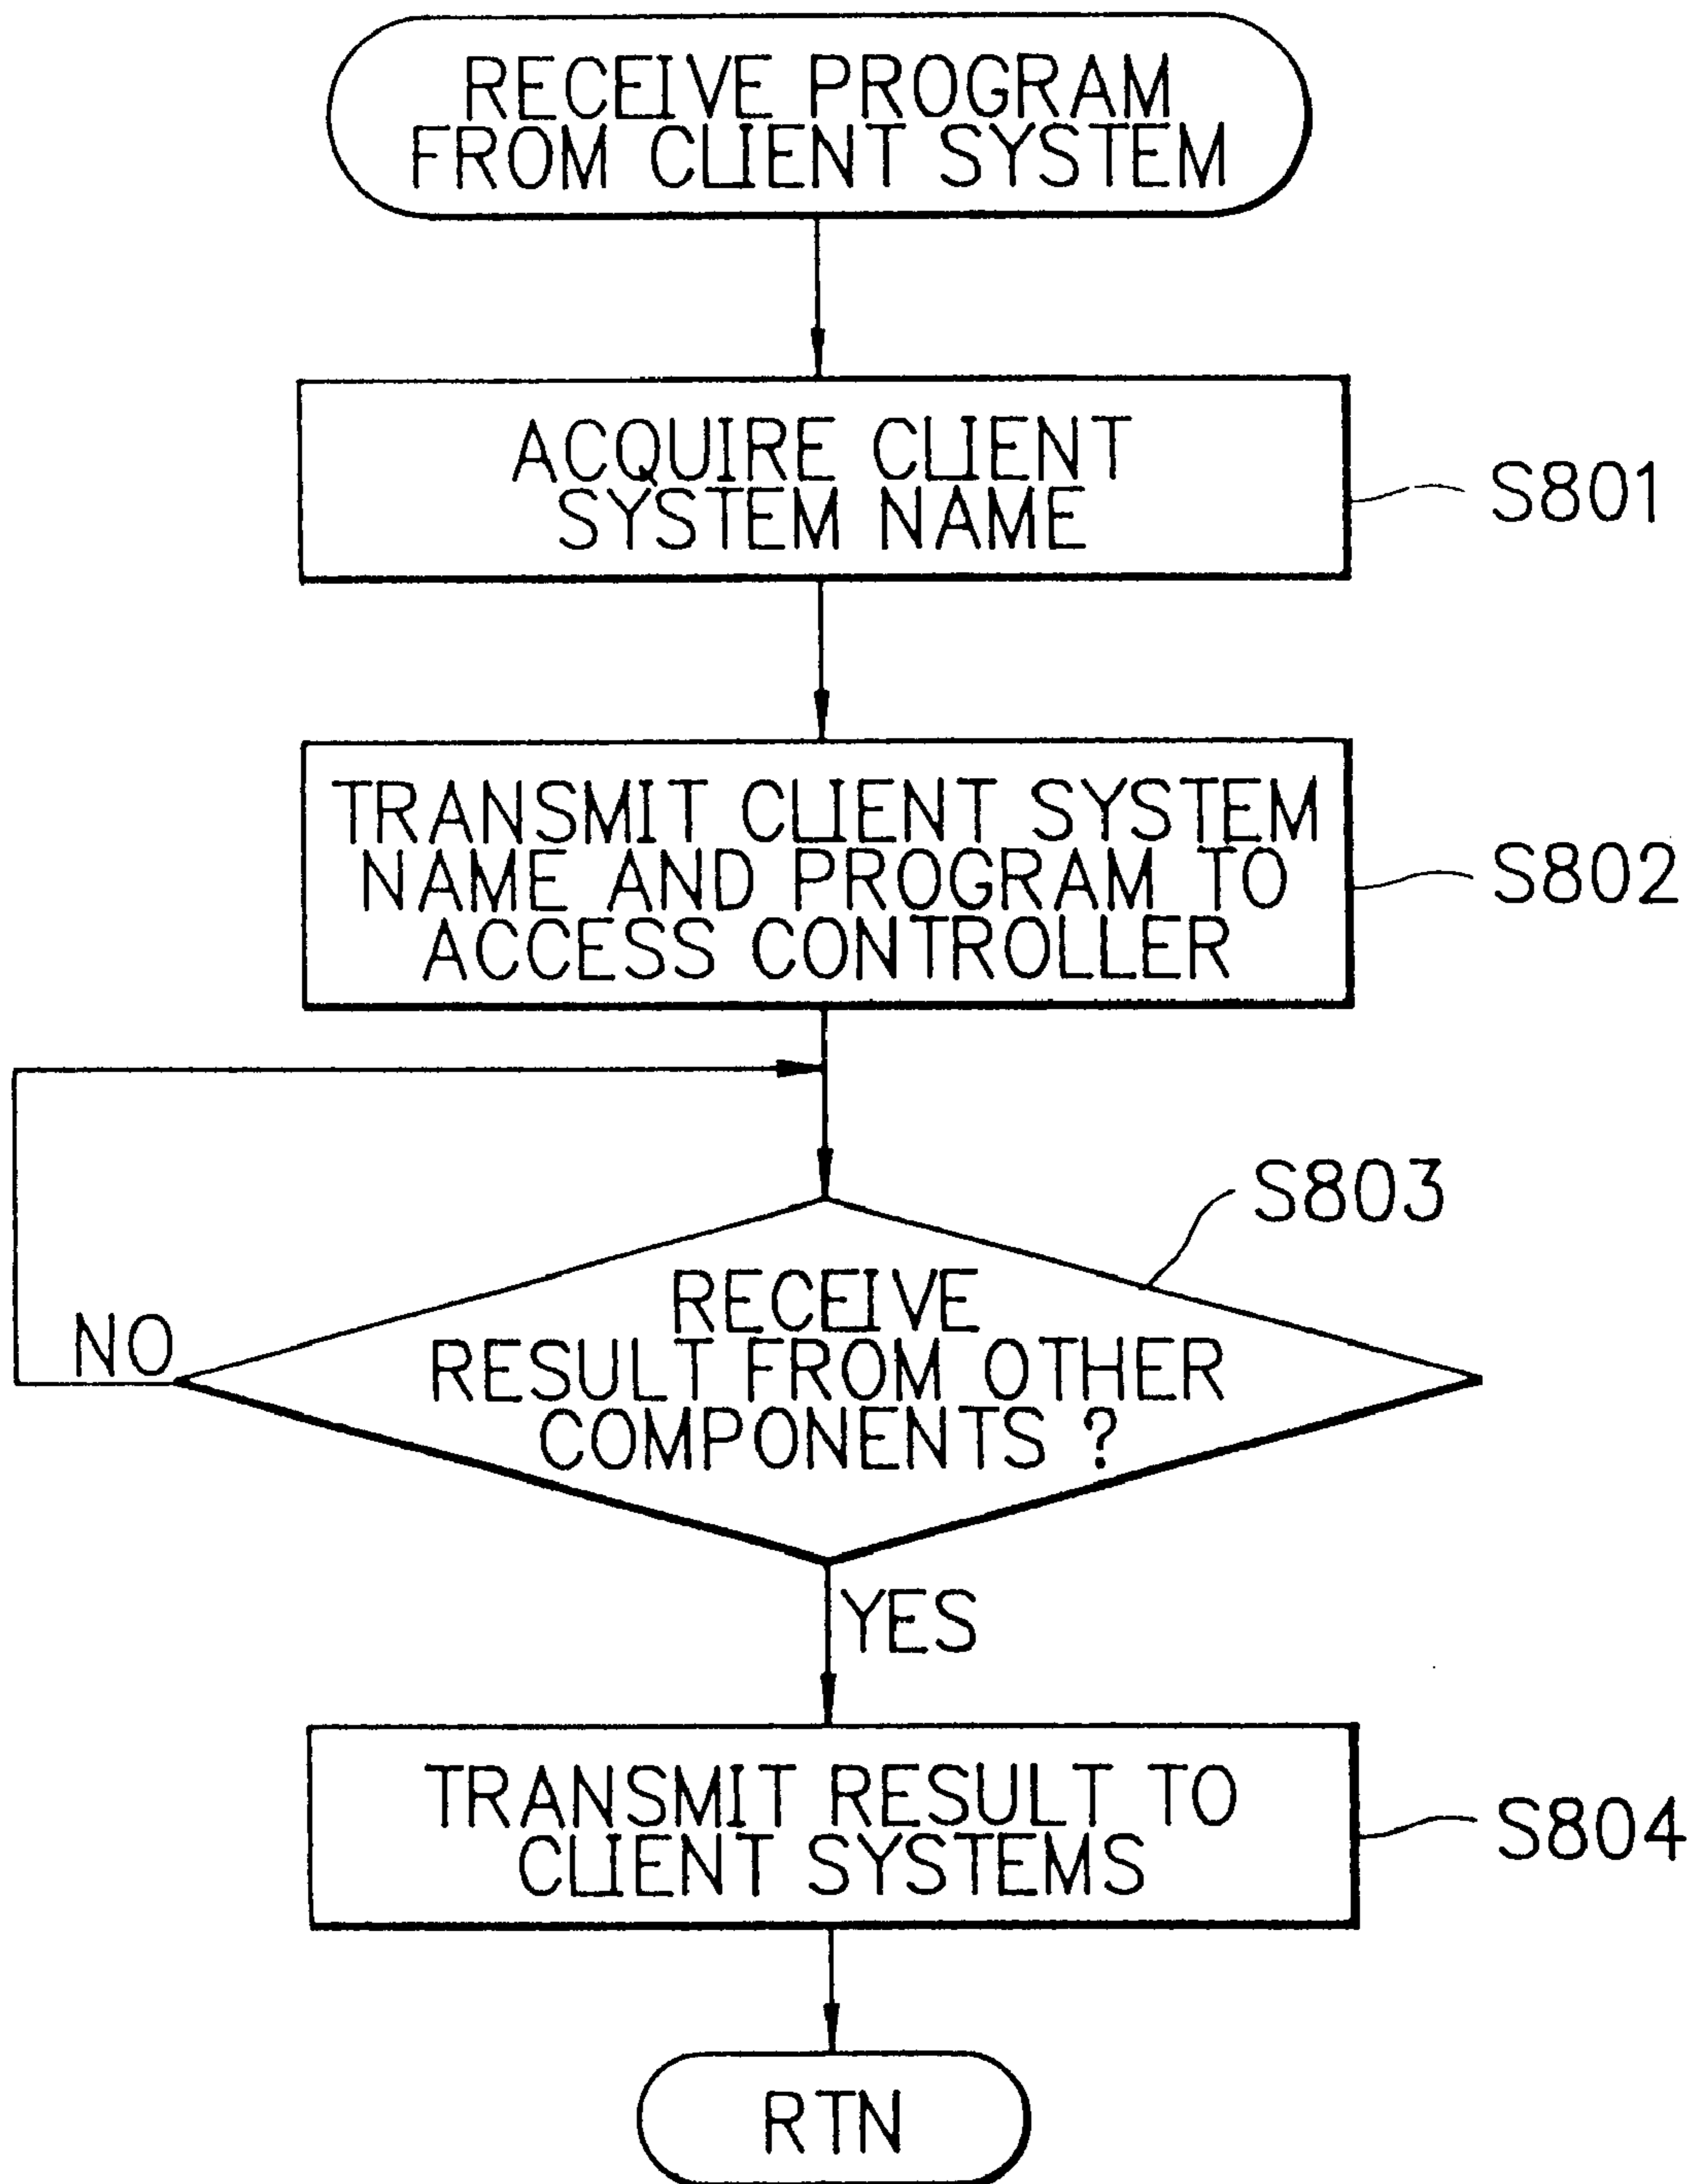 RECEIVE PROGRAM
FROM CLIENT SYSTEM
ACQUIRE CLIENT
SYSTEM NAME
S801
TRANSMIT CLIENT SYSTEM
NAME AND PROGRAM TO
ACCESS CONTROLLER
S802
S803
RECEIVE
RESULT FROM OTHER
COMPONENTS ?
NO
YES
TRANSMIT RESULT TO
CLIENT SYSTEMS
S804
RTN